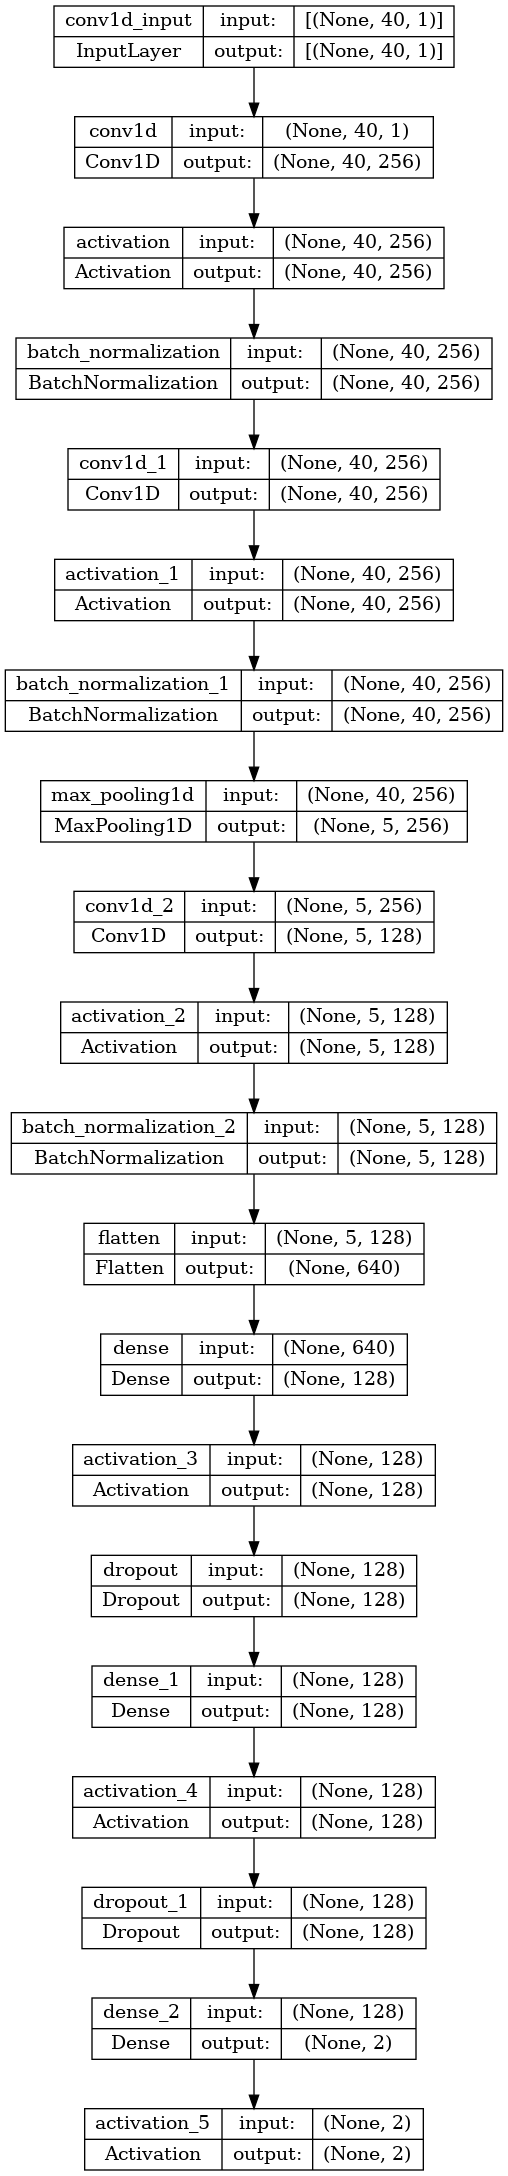 conv1d_input input: [(None, 40, 1)]
InputLayer output: [(None, 40, 1)]
conv1d input: (None, 40, 1)
Conv1D output: (None, 40, 256)
activation input: (None, 40, 256)
Activation output: (None, 40, 256)
batch_normalization input: (None, 40, 256)
BatchNormalization output: (None, 40, 256)
conv1d_1 input: (None, 40, 256)
Conv1D output: (None, 40, 256)
activation_1 input: (None, 40, 256)
Activation output: (None, 40, 256)
batch_normalization_1 input: (None, 40, 256)
BatchNormalization output: (None, 40, 256)
max_pooling1d input: (None, 40, 256)
MaxPooling1D output: (None, 5, 256)
conv1d_2 input: (None, 5, 256)
Conv1D output: (None, 5, 128)
activation_2 input: (None, 5, 128)
Activation output: (None, 5, 128)
batch_normalization_2 input: (None, 5, 128)
BatchNormalization output: (None, 5, 128)
flatten input: (None, 5, 128)
Flatten output: (None, 640)
dense input: (None, 640)
Dense output: (None, 128)
activation_3 input: (None, 128)
Activation output: (None, 128)
dropout input: (None, 128)
Dropout output: (None, 128)
dense_1 input: (None, 128)
Dense output: (None, 128)
activation_4 input: (None, 128)
Activation output: (None, 128)
dropout_1 input: (None, 128)
Dropout output: (None, 128)
dense_2 input: (None, 128)
Dense output: (None, 2)
activation_5 input: (None, 2)
Activation output: (None, 2)